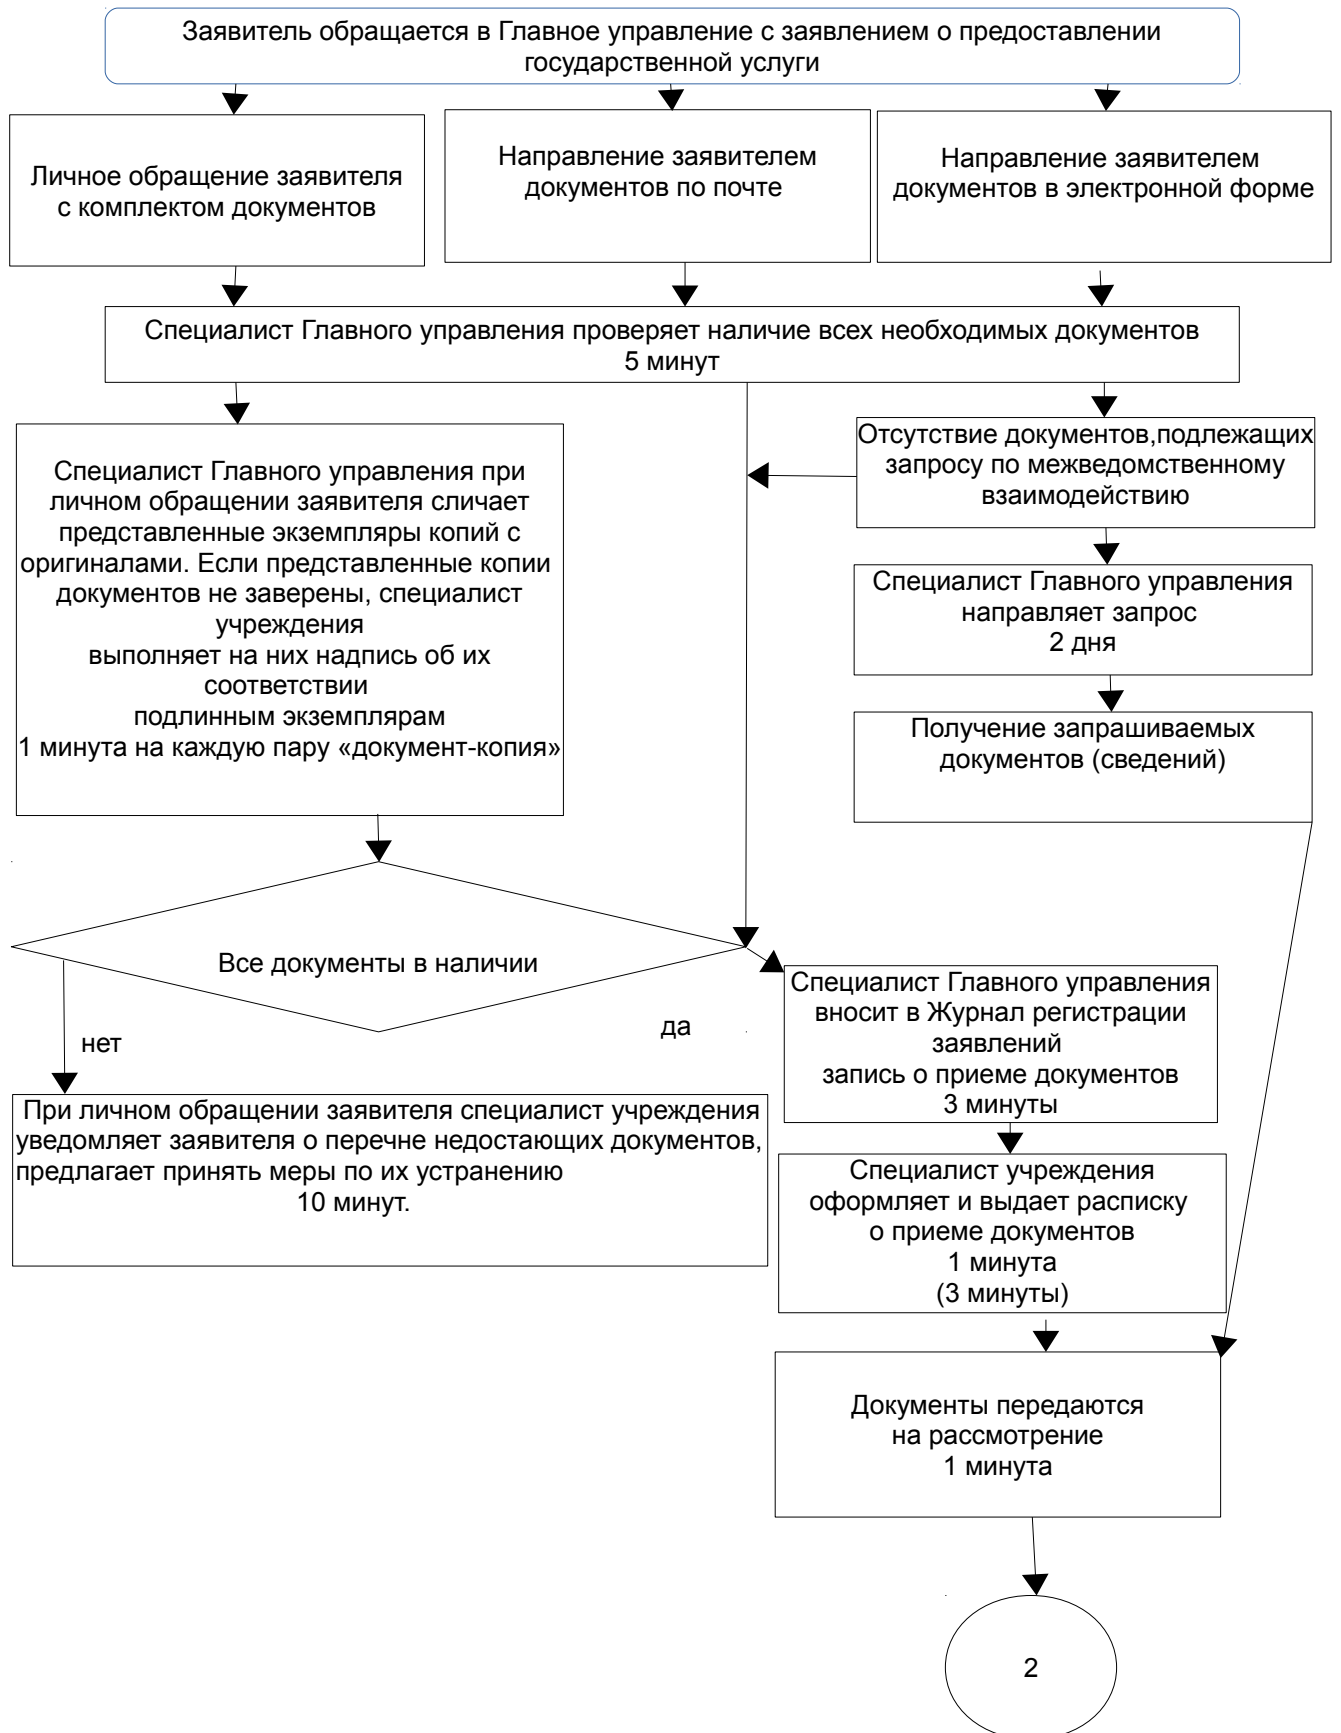 Заявитель обращается в Главное управление с заявлением о предоставлении
государственной услуги
Личное обращение заявителя
с комплектом документов
Направление заявителем
документов по почте
Направление заявителем
документов в электронной форме
Специалист Главного управления проверяет наличие всех необходимых документов
5 минут
Специалист Главного управления при
личном обращении заявителя сличает
представленные экземпляры копий с
оригиналами. Если представленные копии
документов не заверены, специалист
учреждения
выполняет на них надпись об их
соответствии
подлинным экземплярам
1 минута на каждую пару «документ-копия»
Отсутствие документов,подлежащих
запросу по межведомственному
взаимодействию
Специалист Главного управления
направляет запрос
2 дня
Получение запрашиваемых
документов (сведений)
Все документы в наличии
нет
да
При личном обращении заявителя специалист учреждения
уведомляет заявителя о перечне недостающих документов,
предлагает принять меры по их устранению
10 минут.
Специалист Главного управления
вносит в Журнал регистрации
заявлений
запись о приеме документов
3 минуты
Специалист учреждения
оформляет и выдает расписку
о приеме документов
1 минута
(3 минуты)
Документы передаются
на рассмотрение
1 минута
2